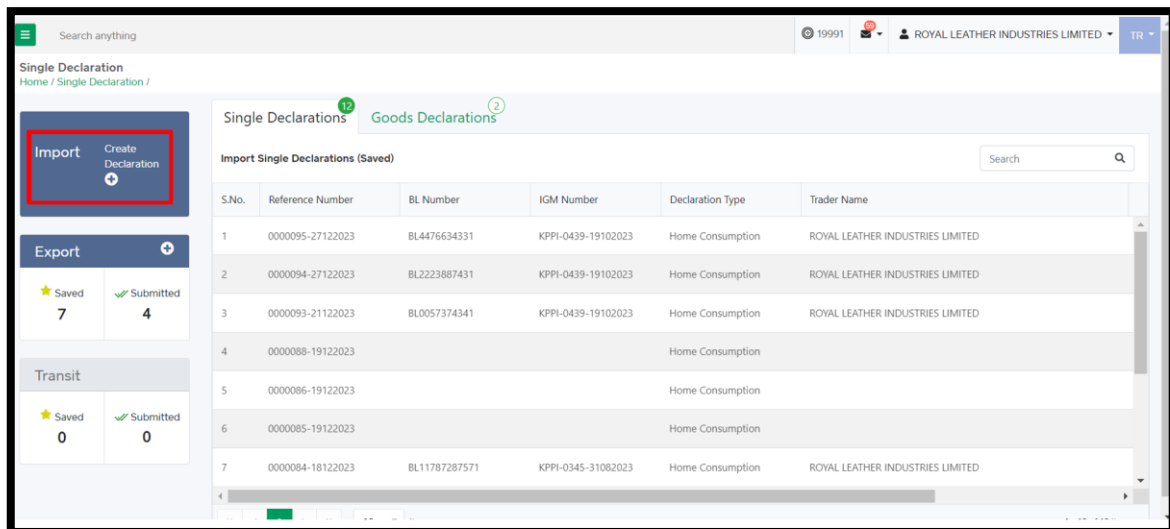 Search anything
19991
59
ROYAL LEATHER INDUSTRIES LIMITED
TR
Single Declaration
Home / Single Declaration /
Import
Create Declaration
Export
Saved
7
Submitted
4
Transit
Saved
0
Submitted
0
Single Declarations 12
Goods Declarations 2
Import Single Declarations (Saved)
Search
S.No. Reference Number BL Number IGM Number Declaration Type Trader Name
1 0000095-27122023 BL4476634331 KPPI-0439-19102023 Home Consumption ROYAL LEATHER INDUSTRIES LIMITED
2 0000094-27122023 BL2223887431 KPPI-0439-19102023 Home Consumption ROYAL LEATHER INDUSTRIES LIMITED
3 0000093-21122023 BL0057374341 KPPI-0439-19102023 Home Consumption ROYAL LEATHER INDUSTRIES LIMITED
4 0000088-19122023 Home Consumption
5 0000086-19122023 Home Consumption
6 0000085-19122023 Home Consumption
7 0000084-18122023 BL11787287571 KPPI-0345-31082023 Home Consumption ROYAL LEATHER INDUSTRIES LIMITED